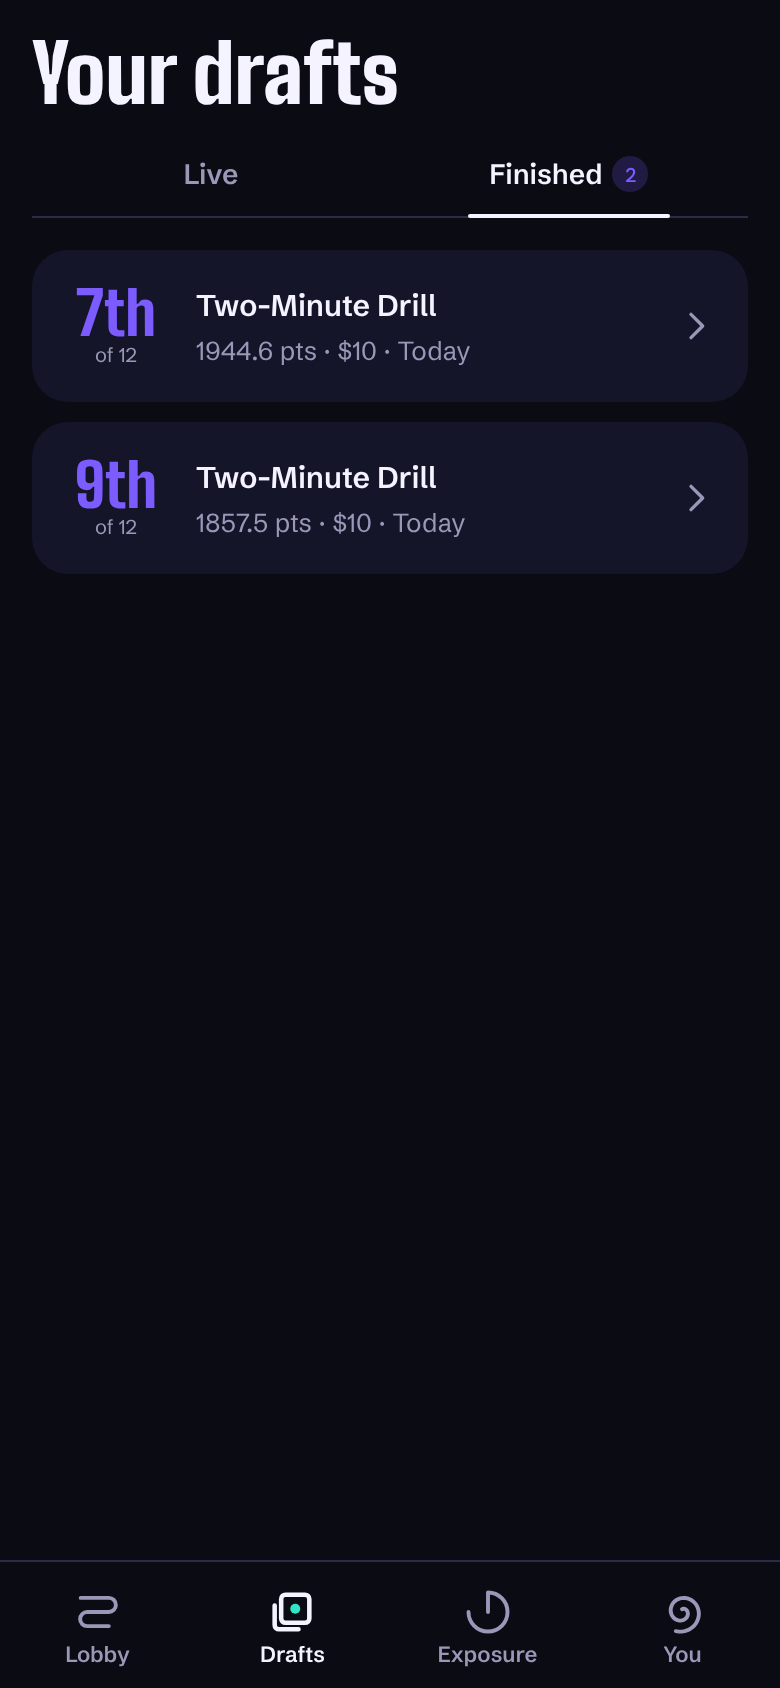 Your drafts
Live
Finished 2
7th
of 12
Two-Minute Drill
1944.6 pts · $10 · Today
9th
of 12
Two-Minute Drill
1857.5 pts · $10 · Today
Lobby
Drafts
Exposure
You